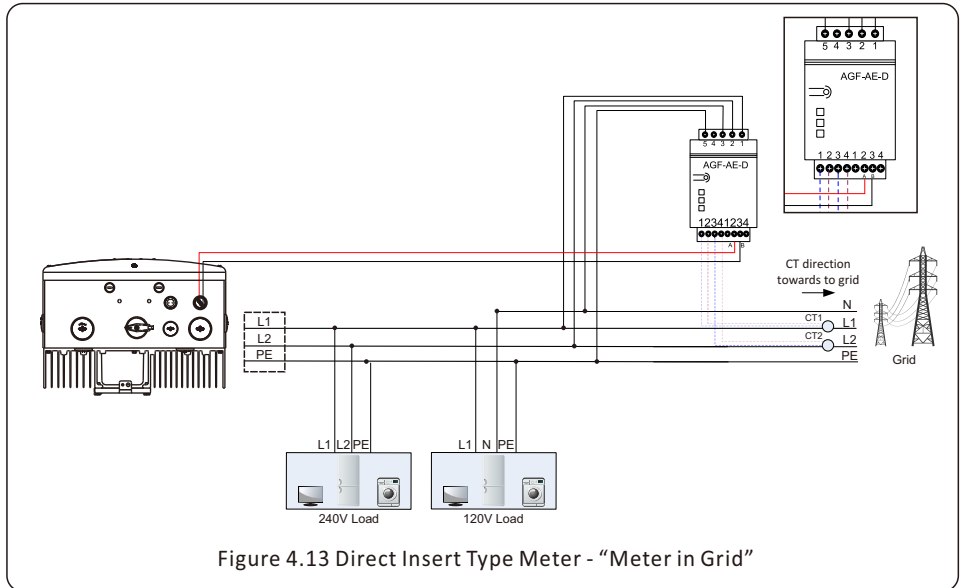 5 4 3 2 1
AGF-AE-D
1 2 3 4 1 2 3 4
A B
5 4 3 2 1
AGF-AE-D
12341234
A B
CT direction
towards to grid
N
CT1 L1
CT2 L2
PE
Grid
L1
L2
PE
L1 L2 PE
240V Load
L1 N PE
120V Load
Figure 4.13 Direct Insert Type Meter - “Meter in Grid”